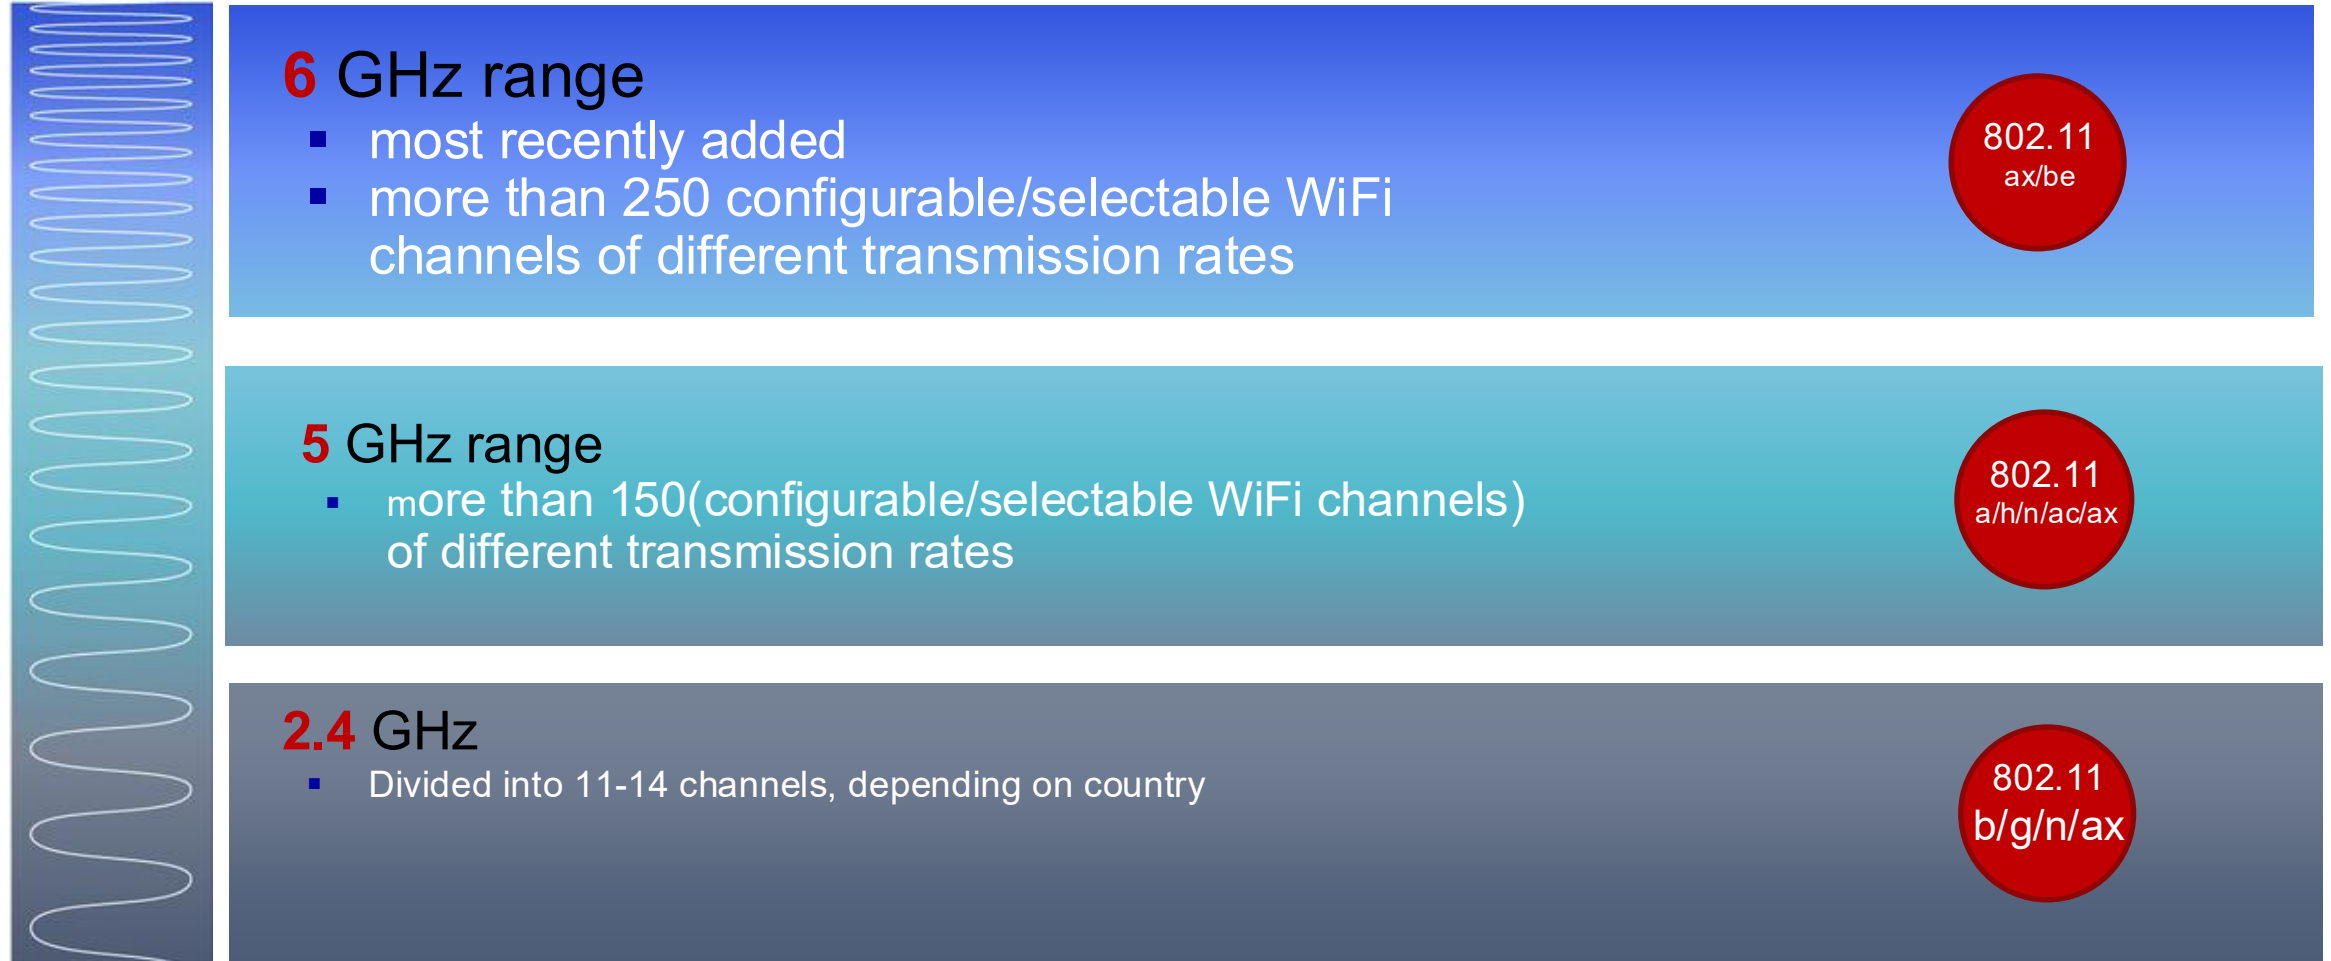 6 GHz range
▪ most recently added
▪ more than 250 configurable/selectable WiFi
channels of different transmission rates
802.11
ax/be
5 GHz range
▪ more than 150(configurable/selectable WiFi channels)
of different transmission rates
802.11
a/h/n/ac/ax
2.4 GHz
▪ Divided into 11-14 channels, depending on country
802.11
b/g/n/ax